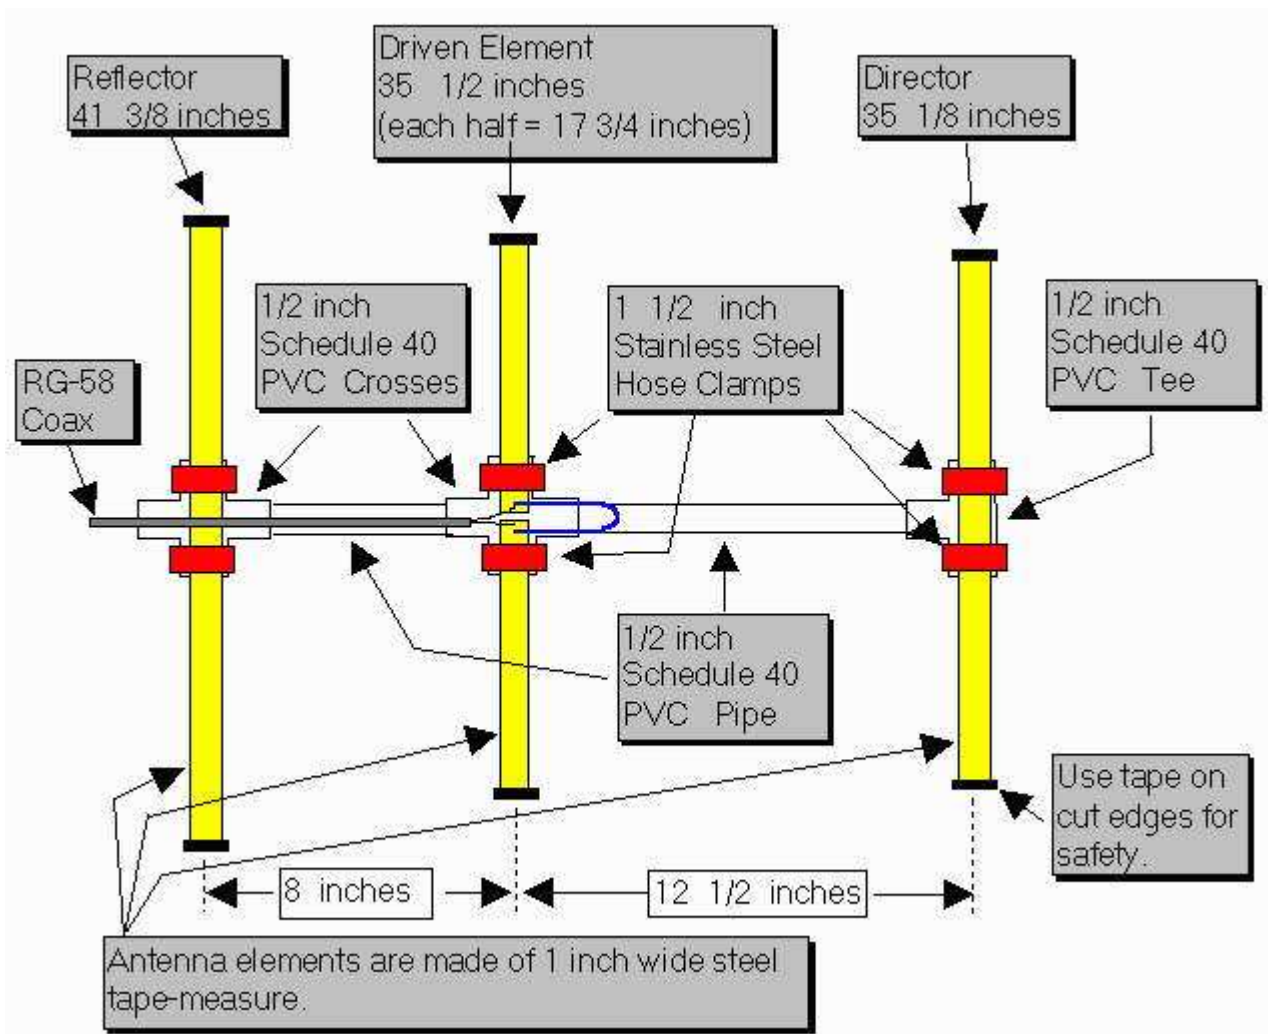 Reflector
41 3/8 inches
Driven Element
35 1/2 inches
(each half = 17 3/4 inches)
Director
35 1/8 inches
RG-58
Coax
1/2 inch
Schedule 40
PVC Crosses
1 1/2 inch
Stainless Steel
Hose Clamps
1/2 inch
Schedule 40
PVC Tee
1/2 inch
Schedule 40
PVC Pipe
Use tape on
cut edges for
safety.
8 inches
12 1/2 inches
Antenna elements are made of 1 inch wide steel
tape-measure.